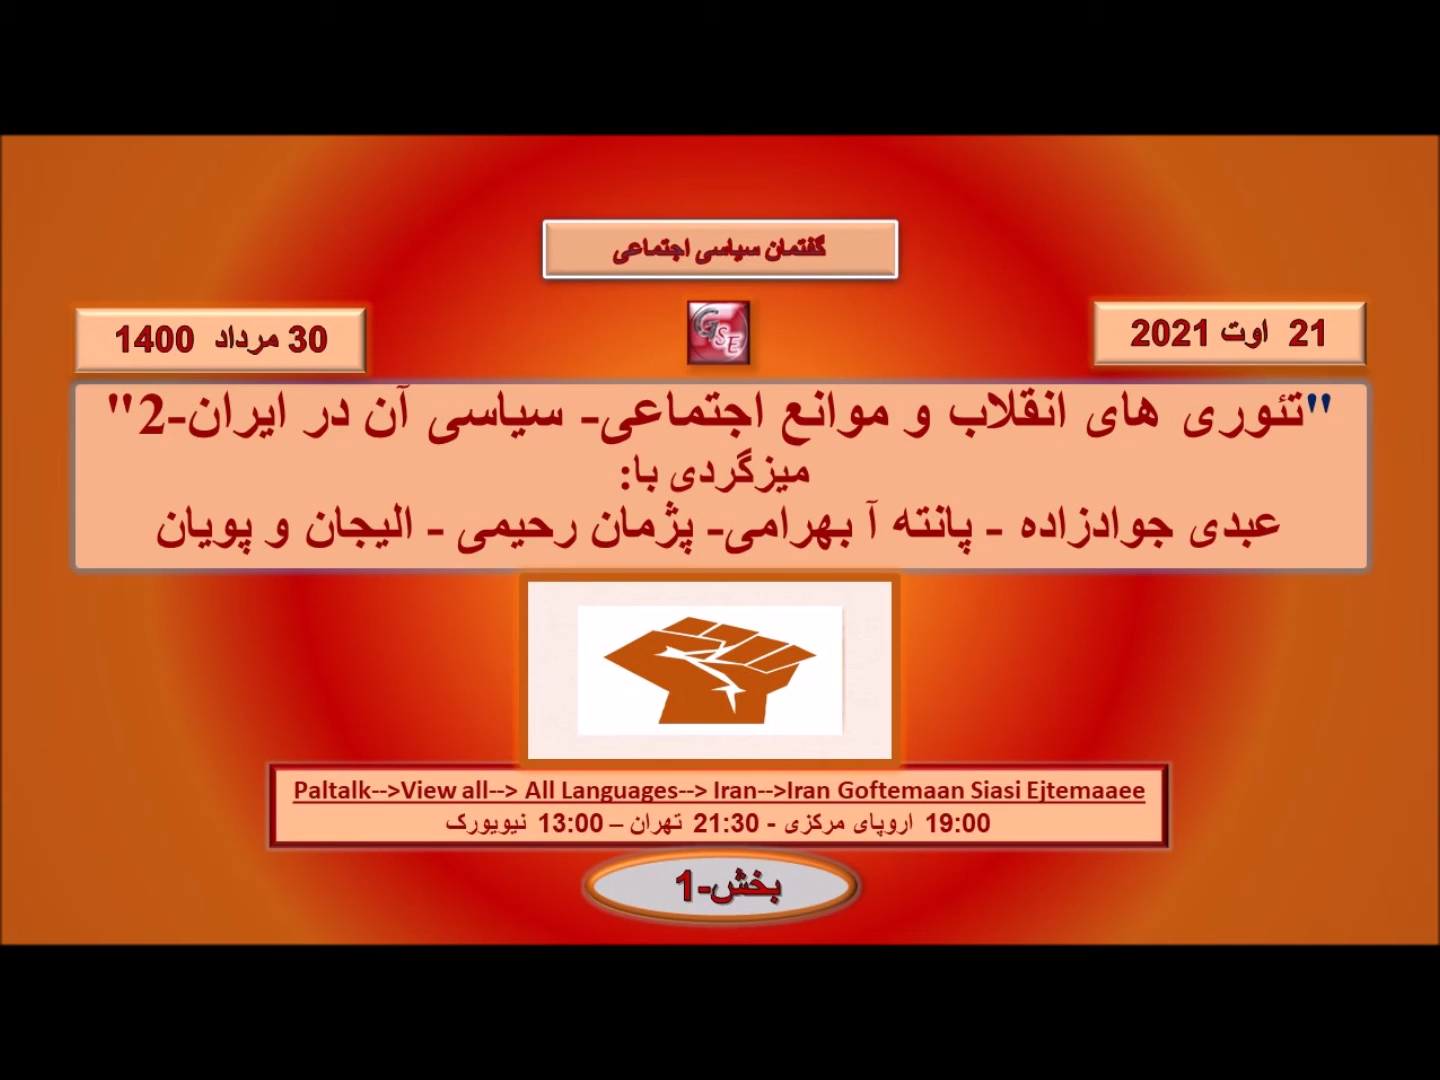 گفتمان سیاسی اجتماعی
21 اوت 2021
GSE
30 مرداد 1400
"تئوری های انقلاب و موانع اجتماعی- سیاسی آن در ایران-2"
میزگردی با:
عبدی جوادزاده - پانته آ بهرامی- پژمان رحیمی - الیجان و پویان
Paltalk-->View all--> All Languages--> Iran-->Iran Goftemaan Siasi Ejtemaaee
19:00 اروپای مرکزی - 21:30 تهران – 13:00 نیویورک
بخش-1